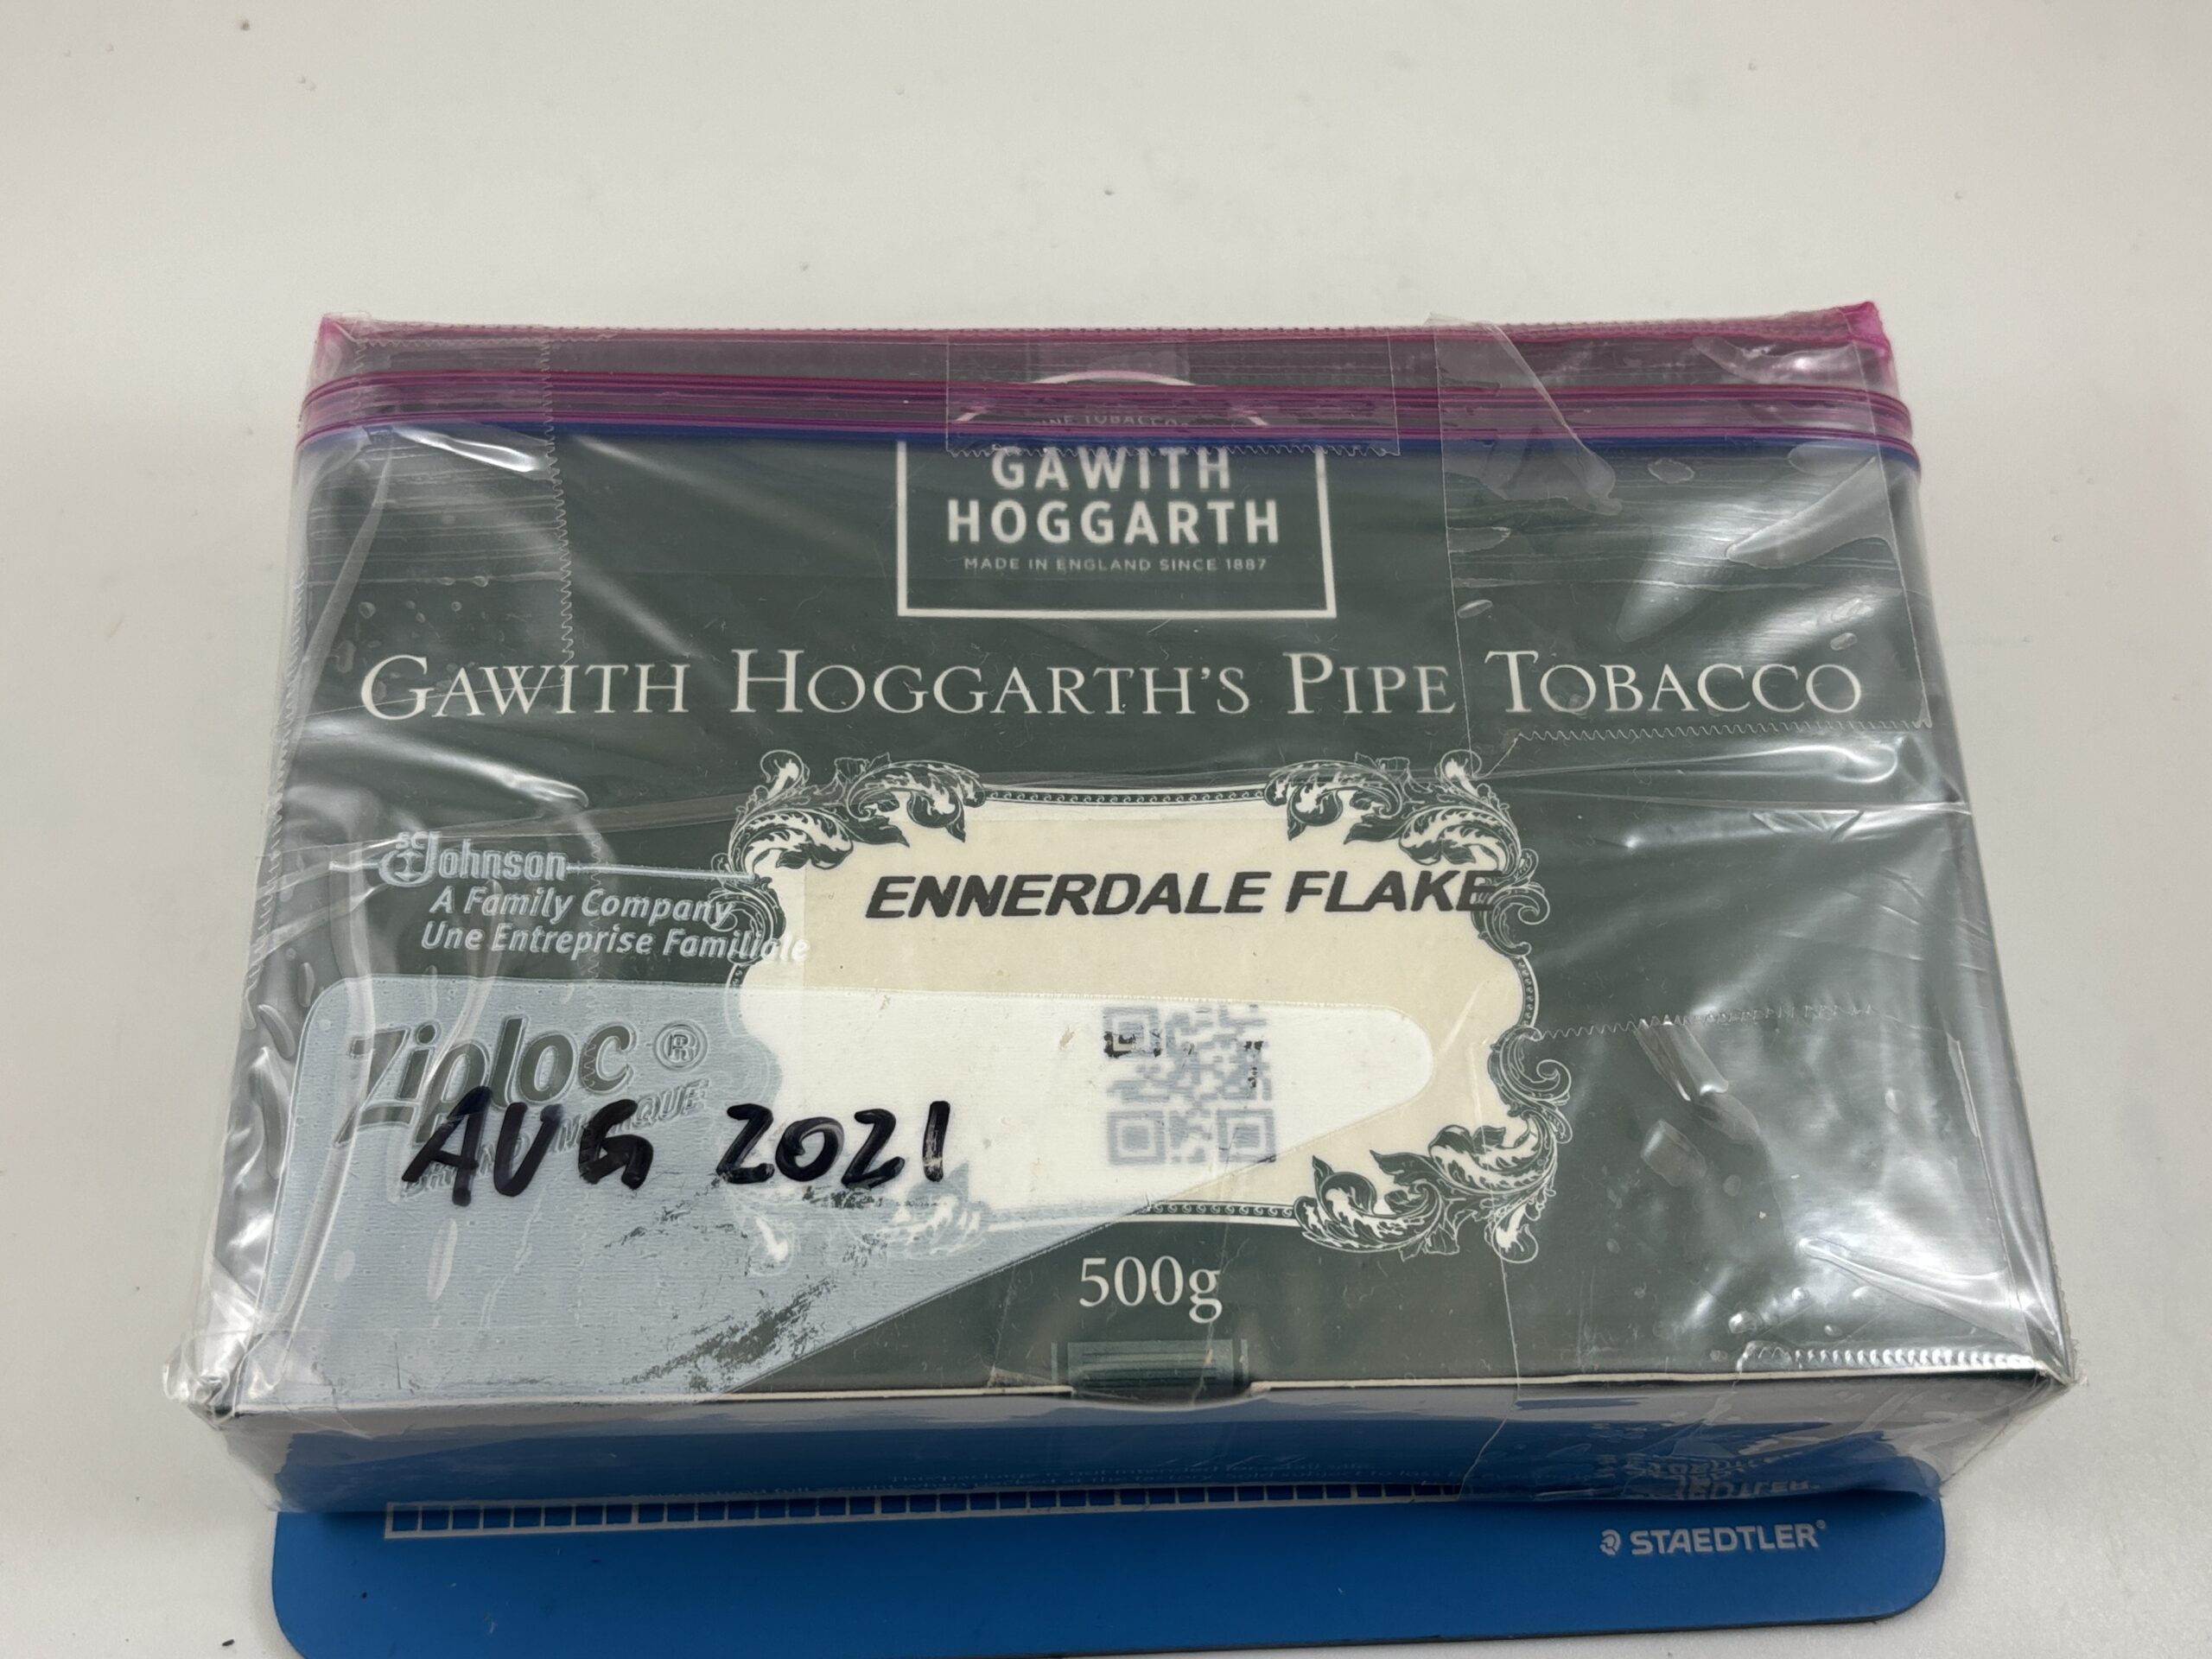 GAWITH
HOGGARTH
MADE IN ENGLAND SINCE 1887
GAWITH HOGGARTH'S PIPE TOBACCO
ENNERDALE FLAKE
SC Johnson
A Family Company
Une Entreprise Familiale
Ziploc®
AUG 2021
500g
STAEDTLER®